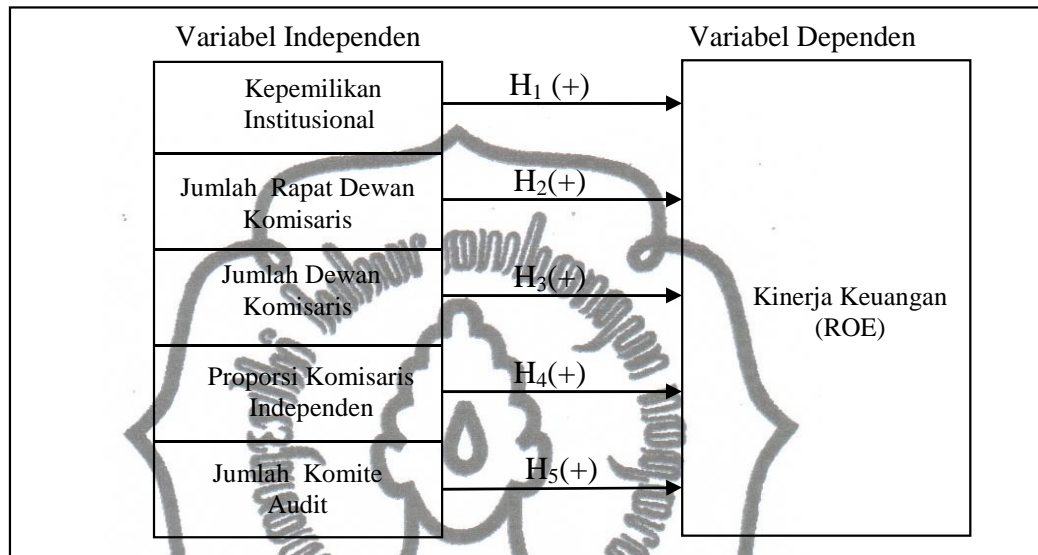 Variabel Independen
Variabel Dependen
Kepemilikan
Institusional
H1 (+)
Jumlah Rapat Dewan
Komisaris
H2(+)
Jumlah Dewan
Komisaris
H3(+)
Proporsi Komisaris
Independen
H4(+)
Jumlah Komite
Audit
H5(+)
Kinerja Keuangan
(ROE)